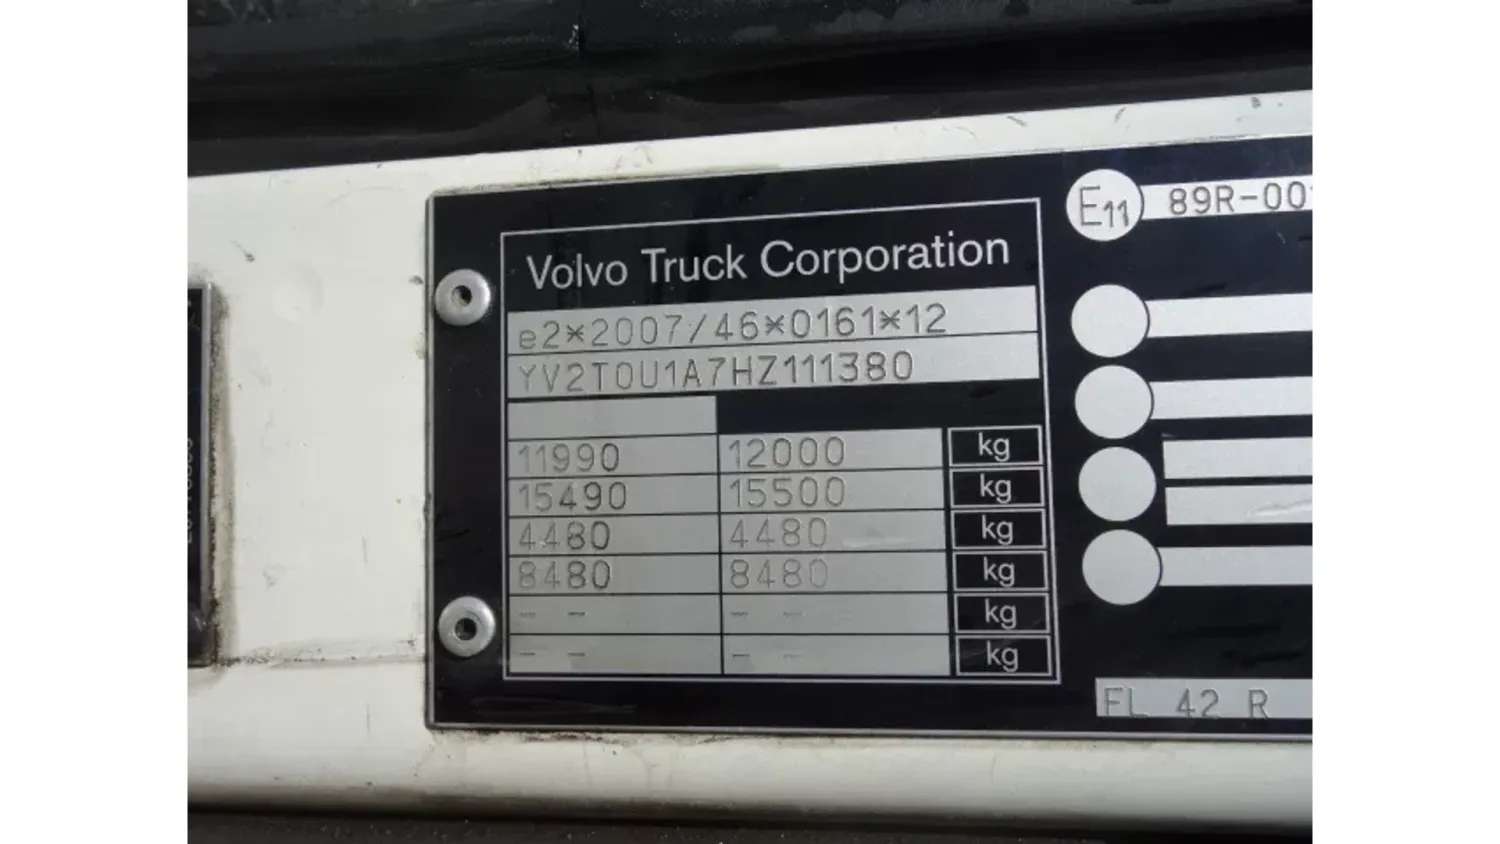 Volvo Truck Corporation
e2*2007/46*0161*12
YV2T0U1A7HZ111380
11990 12000 kg
15490 15500 kg
4480 4480 kg
8480 8480 kg
-- -- -- -- kg
-- -- -- -- kg
E11 89R-00
FL 42 R